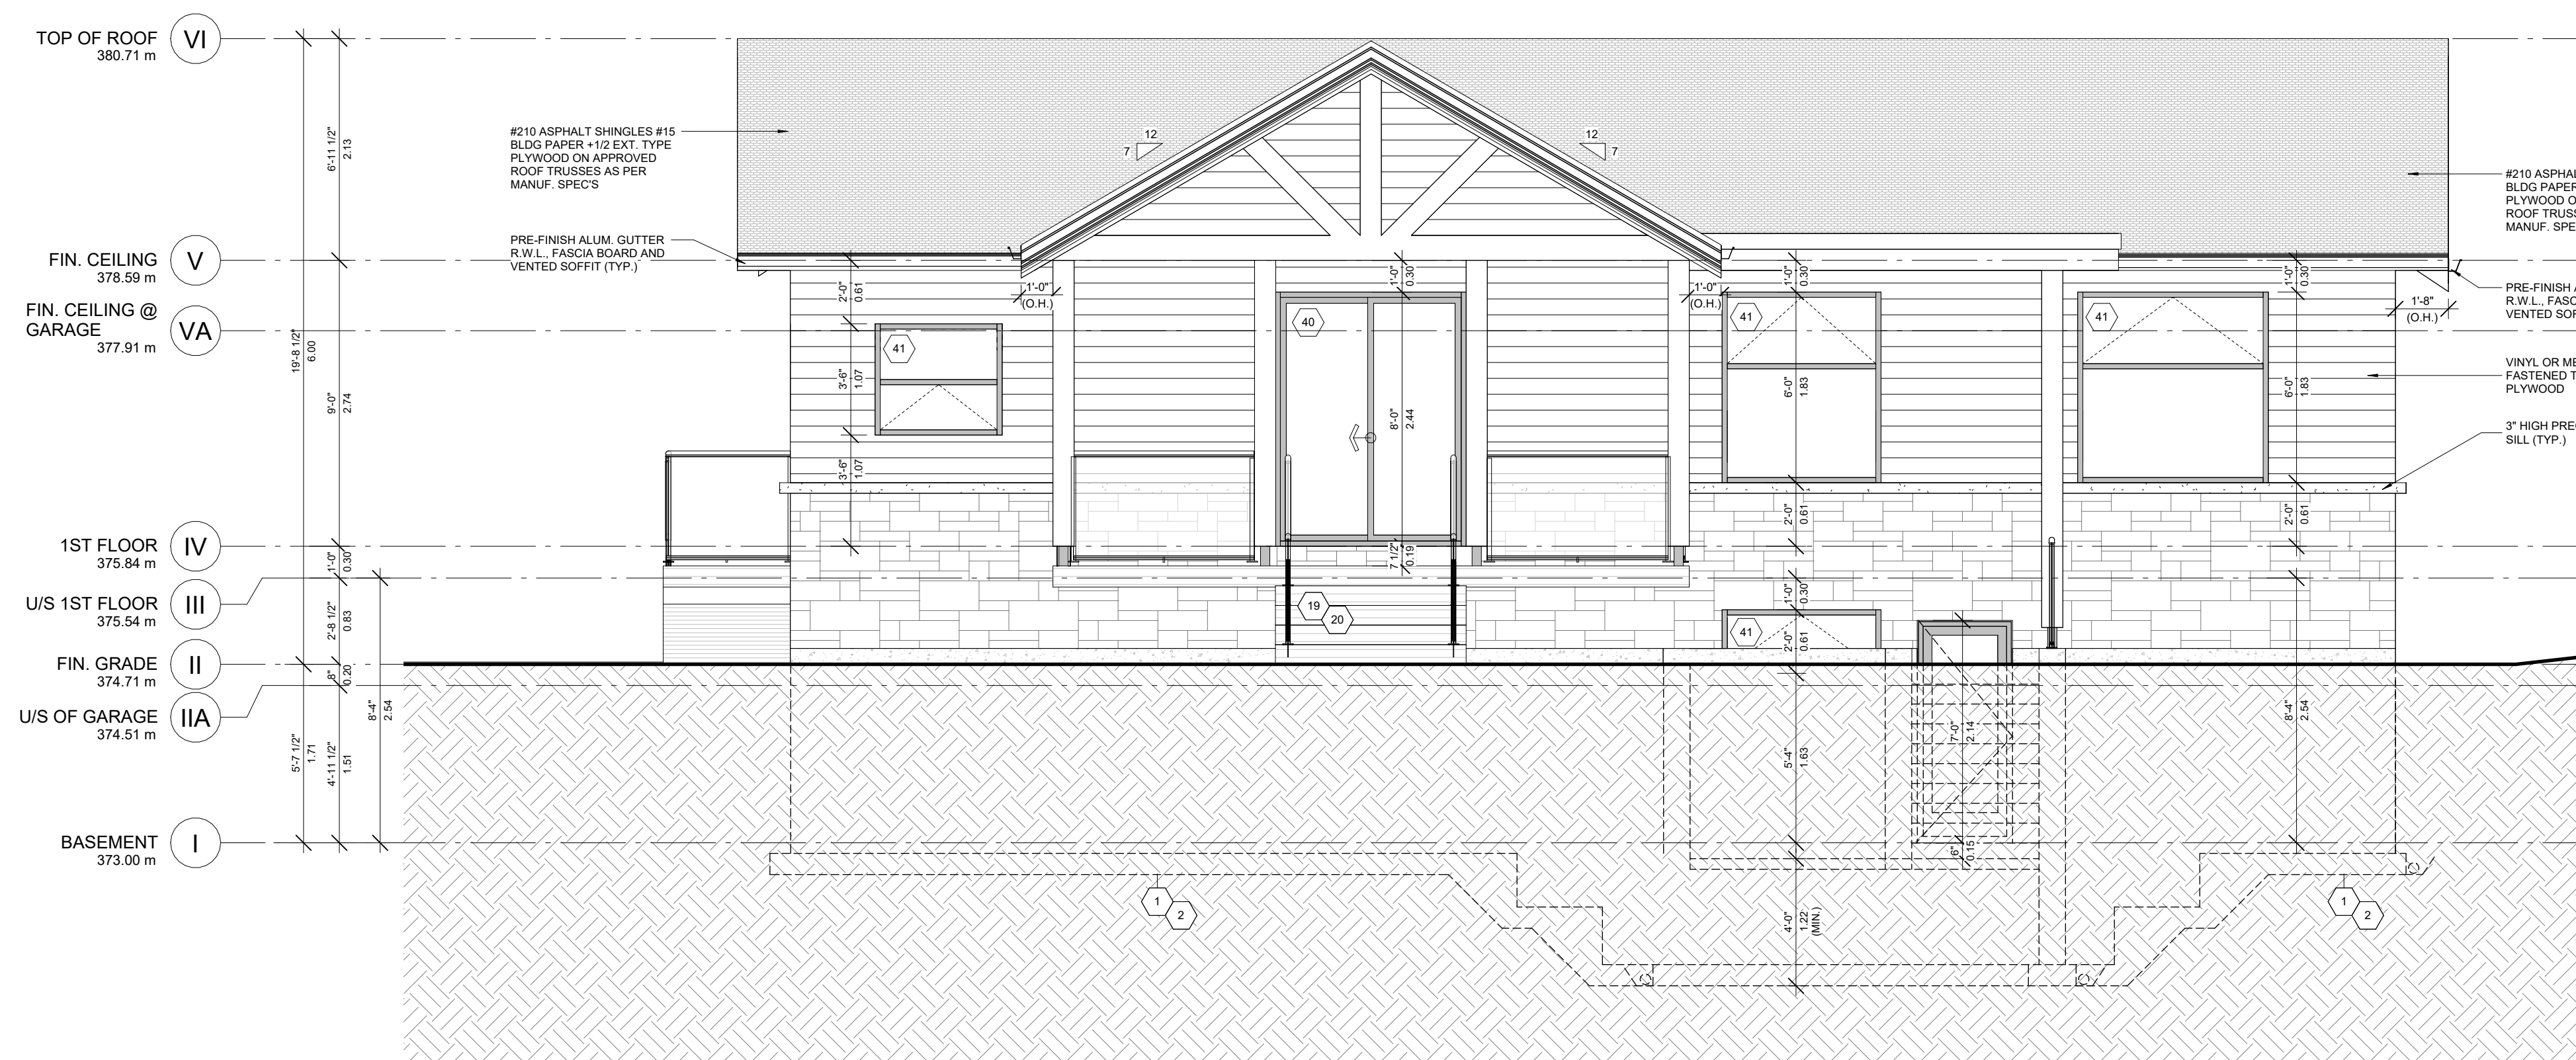 TOP OF ROOF
380.71 m
VI
FIN. CEILING
378.59 m
V
FIN. CEILING @
GARAGE
377.91 m
VA
1ST FLOOR
375.84 m
IV
U/S 1ST FLOOR
375.54 m
III
FIN. GRADE
374.71 m
II
U/S OF GARAGE
374.51 m
IIA
BASEMENT
373.00 m
I
19'-8 1/2"
6.00
5'-7 1/2"
1.71
6'-11 1/2"
2.13
9'-0"
2.74
1'-0"
0.30
2'-8 1/2"
0.83
8"
0.20
4'-11 1/2"
1.51
8'-4"
2.54
#210 ASPHALT SHINGLES #15
BLDG PAPER +1/2 EXT. TYPE
PLYWOOD ON APPROVED
ROOF TRUSSES AS PER
MANUF. SPEC'S
PRE-FINISH ALUM. GUTTER
R.W.L., FASCIA BOARD AND
VENTED SOFFIT (TYP.)
12
7
12
7
2'-0"
0.61
3'-6"
1.07
3'-6"
1.07
41
1'-0"
(O.H.)
40
1'-0"
0.30
8'-0"
2.44
7 1/2"
0.19
19
20
1'-0"
(O.H.)
41
1'-0"
0.30
6'-0"
1.83
2'-0"
0.61
1'-0"
0.30
41
2'-0"
0.61
5'-4"
1.63
4'-0"
1.22
(MIN.)
7'-0"
2.14
6"
0.15
41
1'-0"
0.30
6'-0"
1.83
2'-0"
0.61
8'-4"
2.54
1'-8"
(O.H.)
1
2
1
2
#210 ASPHAL
BLDG PAPER
PLYWOOD O
ROOF TRUSS
MANUF. SPE
PRE-FINISH A
R.W.L., FASC
VENTED SOF
VINYL OR ME
FASTENED T
PLYWOOD
3" HIGH PRE
SILL (TYP.)